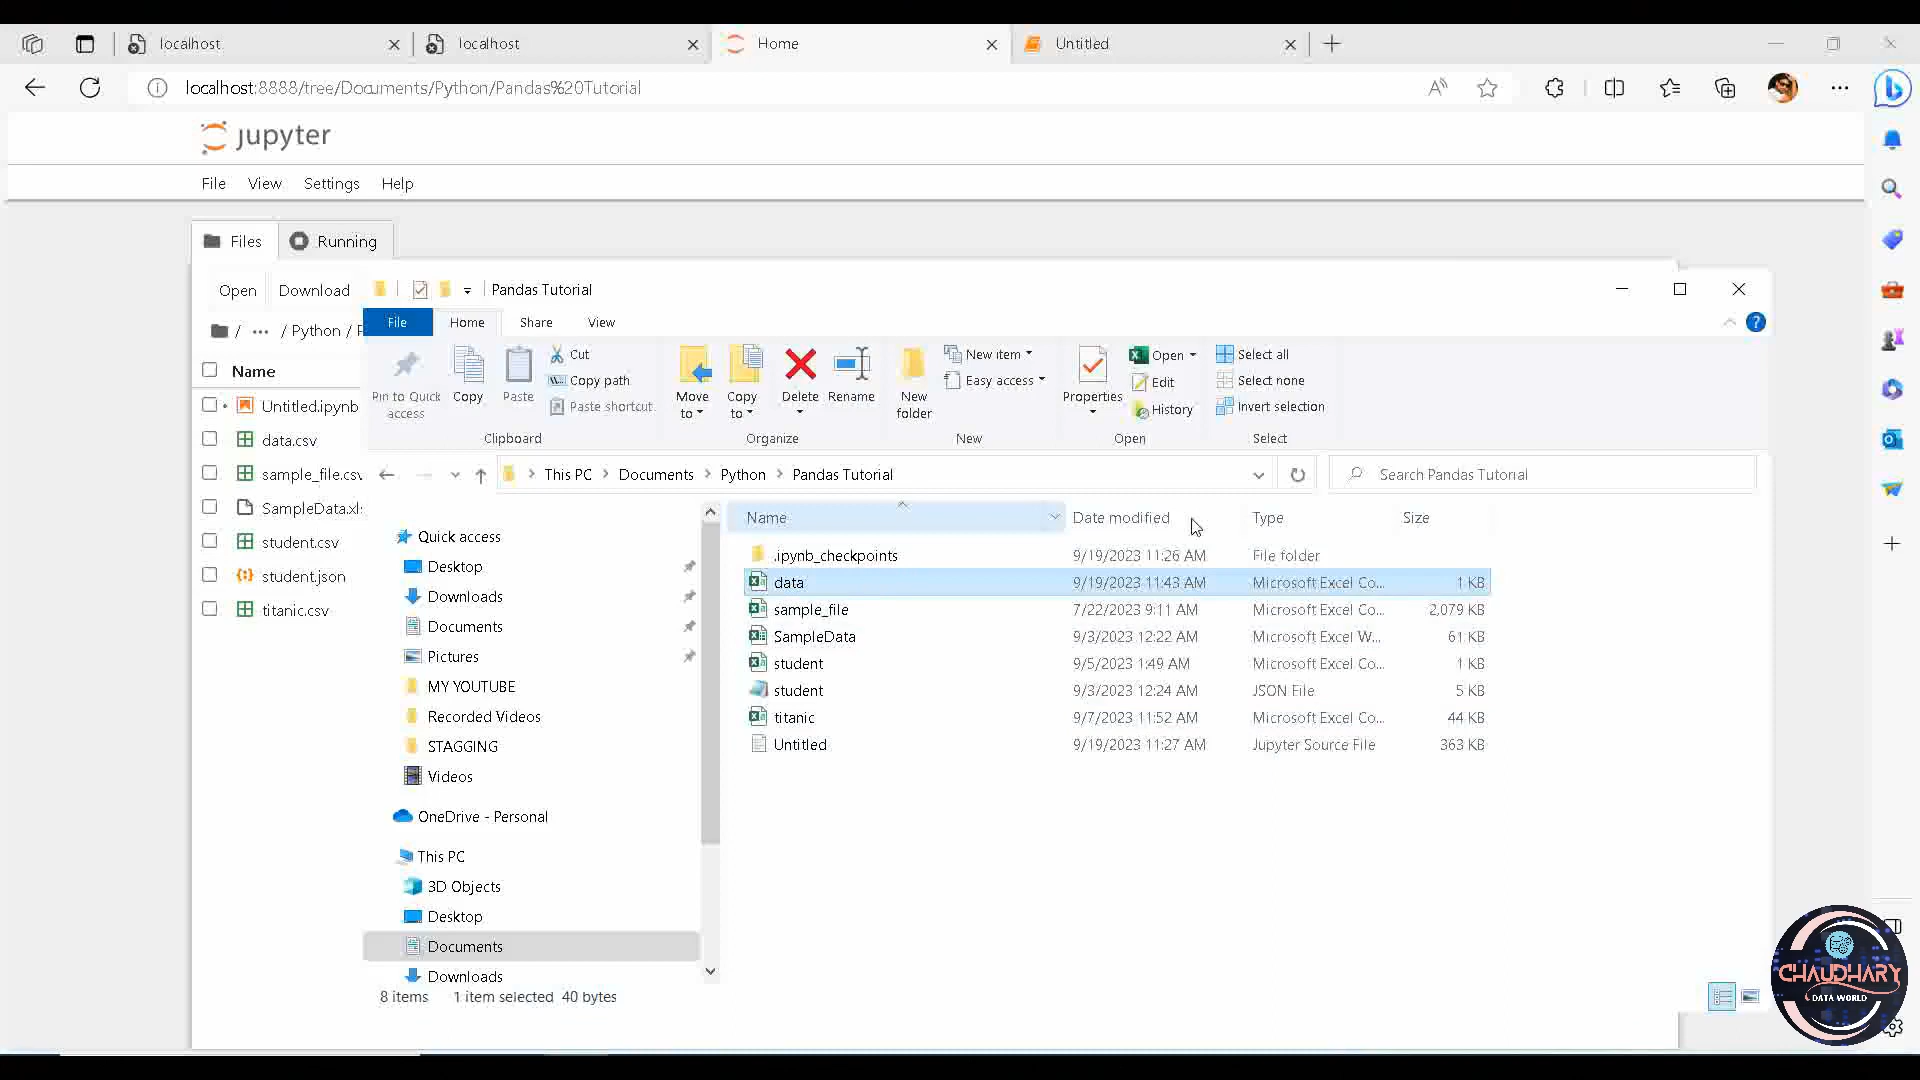 localhost
localhost
Home
Untitled
localhost:8888/tree/Documents/Python/Pandas%20Tutorial
jupyter
File View Settings Help
Files Running
Open Download
/ ... / Python /
Name
Untitled.ipynb
data.csv
sample_file.csv
SampleData.xls
student.csv
student.json
titanic.csv
Pandas Tutorial
File Home Share View
Pin to Quick access
Copy
Paste
Cut
Copy path
Paste shortcut
Clipboard
Move to
Copy to
Delete
Rename
Organize
New folder
New item
Easy access
New
Properties
Open
Edit
History
Open
Select all
Select none
Invert selection
Select
This PC > Documents > Python > Pandas Tutorial
Search Pandas Tutorial
Quick access
Desktop
Downloads
Documents
Pictures
MY YOUTUBE
Recorded Videos
STAGGING
Videos
OneDrive - Personal
This PC
3D Objects
Desktop
Documents
Downloads
Name Date modified Type Size
.ipynb_checkpoints 9/19/2023 11:26 AM File folder
data 9/19/2023 11:43 AM Microsoft Excel Co... 1 KB
sample_file 7/22/2023 9:11 AM Microsoft Excel Co... 2,079 KB
SampleData 9/3/2023 12:22 AM Microsoft Excel W... 61 KB
student 9/5/2023 1:49 AM Microsoft Excel Co... 1 KB
student 9/3/2023 12:24 AM JSON File 5 KB
titanic 9/7/2023 11:52 AM Microsoft Excel Co... 44 KB
Untitled 9/19/2023 11:27 AM Jupyter Source File 363 KB
8 items 1 item selected 40 bytes
CHAUDHARY
DATA WORLD